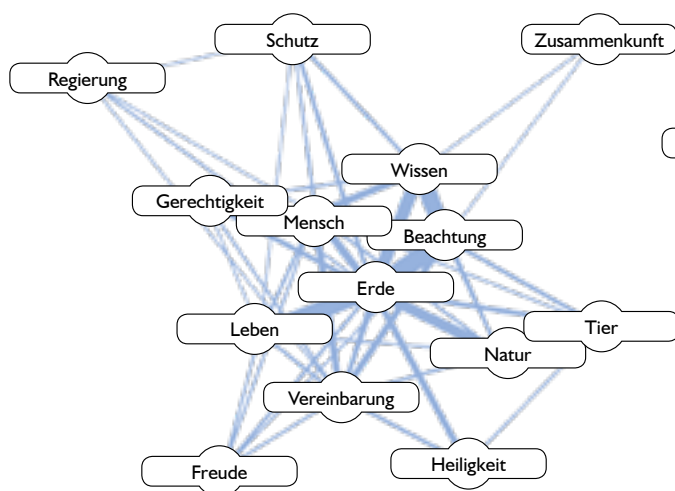 Schutz
Zusammenkunft
Regierung
Wissen
Gerechtigkeit
Mensch
Beachtung
Erde
Leben
Tier
Natur
Vereinbarung
Heiligkeit
Freude